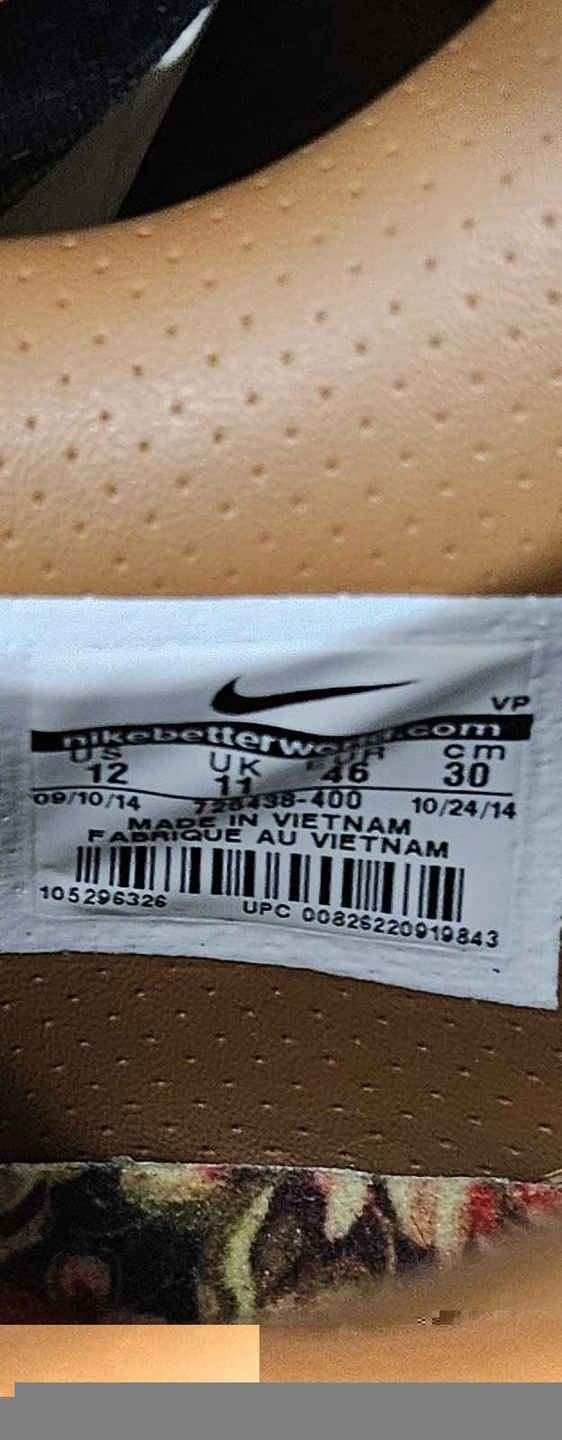 VP
nikebetterworld.com
US UK EUR cm
12 11 46 30
09/10/14 725438-400 10/24/14
MADE IN VIETNAM
FABRIQUE AU VIETNAM
105296326 UPC 00826220919843